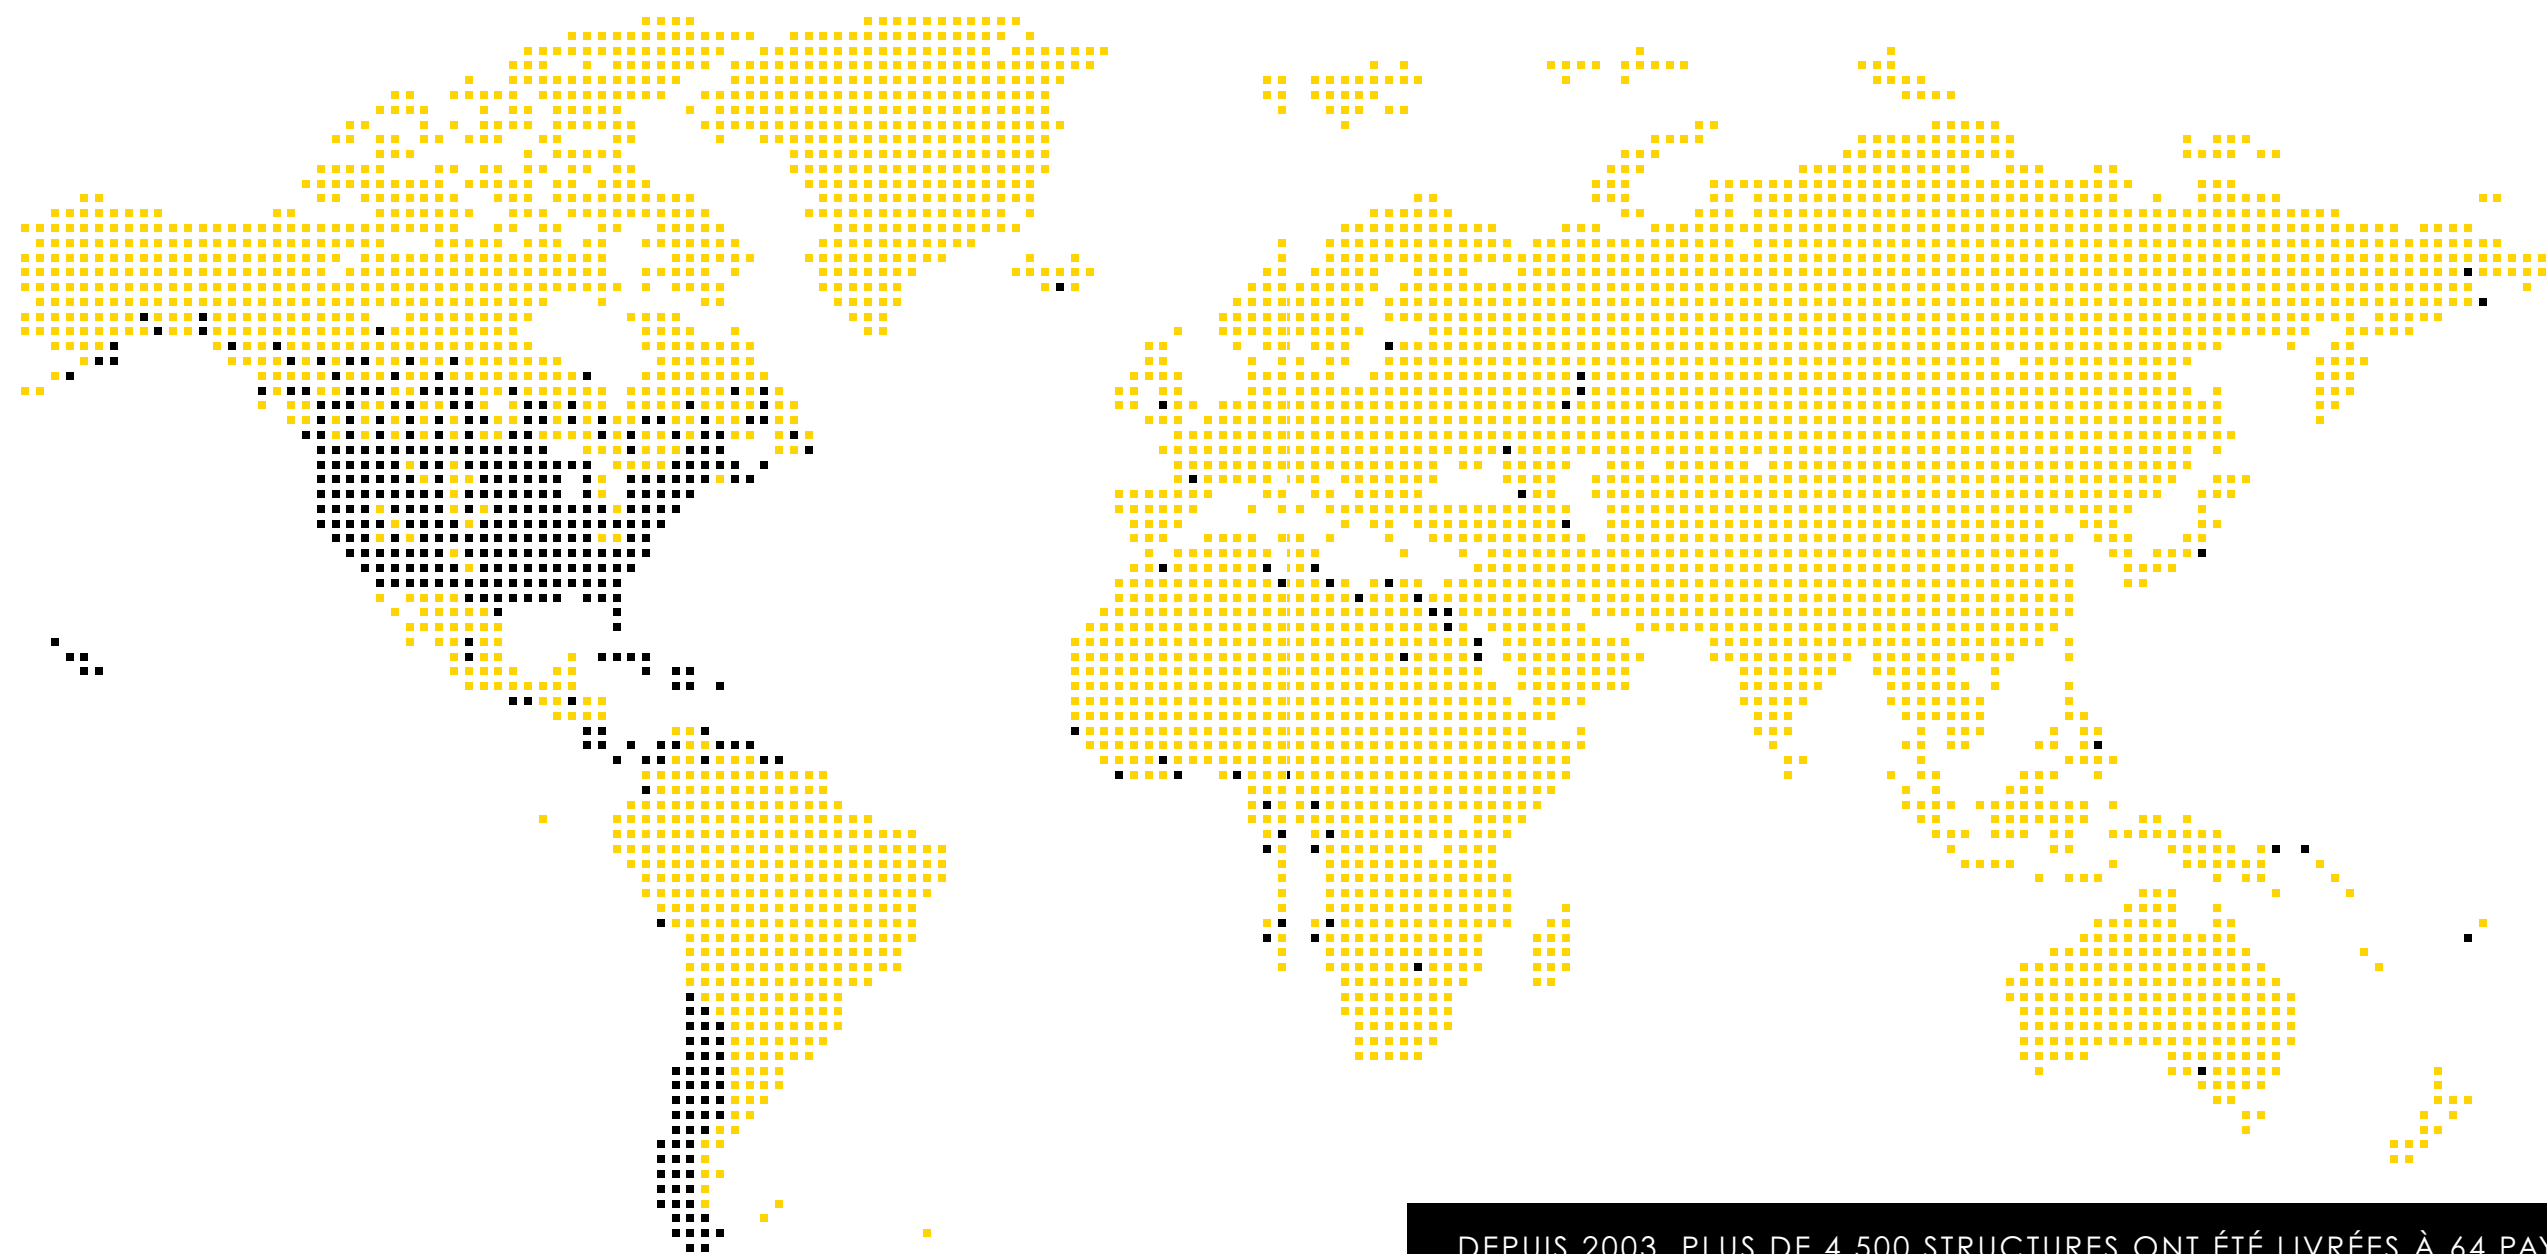 DEPUIS 2003, PLUS DE 4 500 STRUCTURES ONT ÉTÉ LIVRÉES À 64